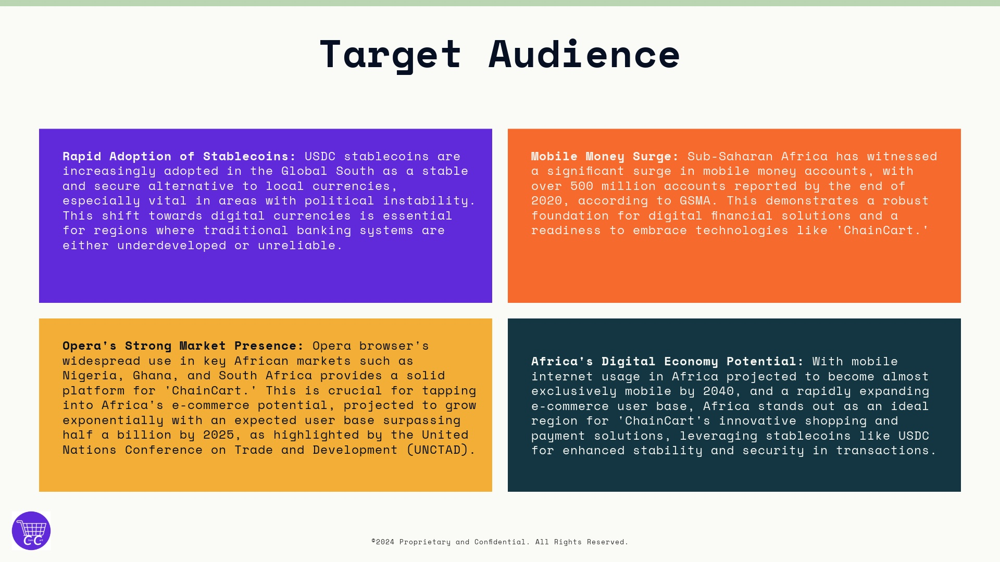 Target Audience
Rapid Adoption of Stablecoins: USDC stablecoins are
increasingly adopted in the Global South as a stable
and secure alternative to local currencies,
especially vital in areas with political instability.
This shift towards digital currencies is essential
for regions where traditional banking systems are
either underdeveloped or unreliable.
Mobile Money Surge: Sub-Saharan Africa has witnessed
a significant surge in mobile money accounts, with
over 500 million accounts reported by the end of
2020, according to GSMA. This demonstrates a robust
foundation for digital financial solutions and a
readiness to embrace technologies like 'ChainCart.'
Opera's Strong Market Presence: Opera browser's
widespread use in key African markets such as
Nigeria, Ghana, and South Africa provides a solid
platform for 'ChainCart.' This is crucial for tapping
into Africa's e-commerce potential, projected to grow
exponentially with an expected user base surpassing
half a billion by 2025, as highlighted by the United
Nations Conference on Trade and Development (UNCTAD).
Africa's Digital Economy Potential: With mobile
internet usage in Africa projected to become almost
exclusively mobile by 2040, and a rapidly expanding
e-commerce user base, Africa stands out as an ideal
region for 'ChainCart's innovative shopping and
payment solutions, leveraging stablecoins like USDC
for enhanced stability and security in transactions.
CC
©2024 Proprietary and Confidential. All Rights Reserved.